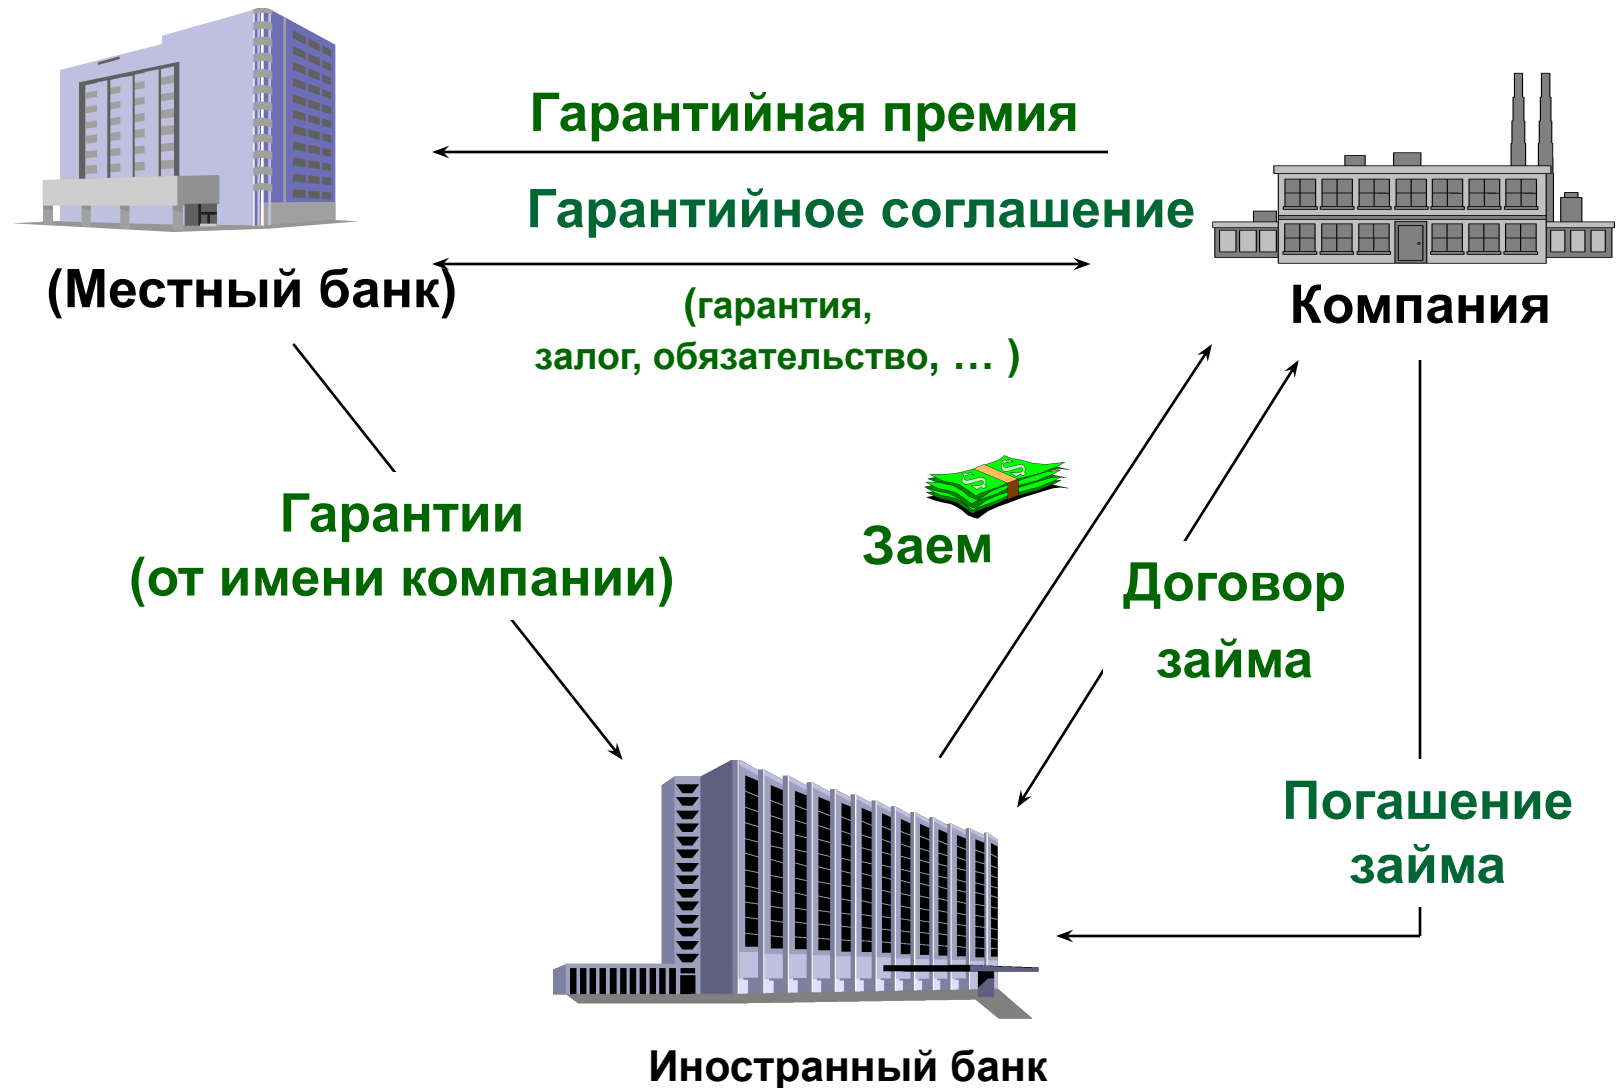 Гарантийная премия
Гарантийное соглашение
(Местный банк)
(гарантия,
залог, обязательство, … )
Компания
Гарантии
(от имени компании)
Заем
Договор
займа
Погашение
займа
Иностранный банк